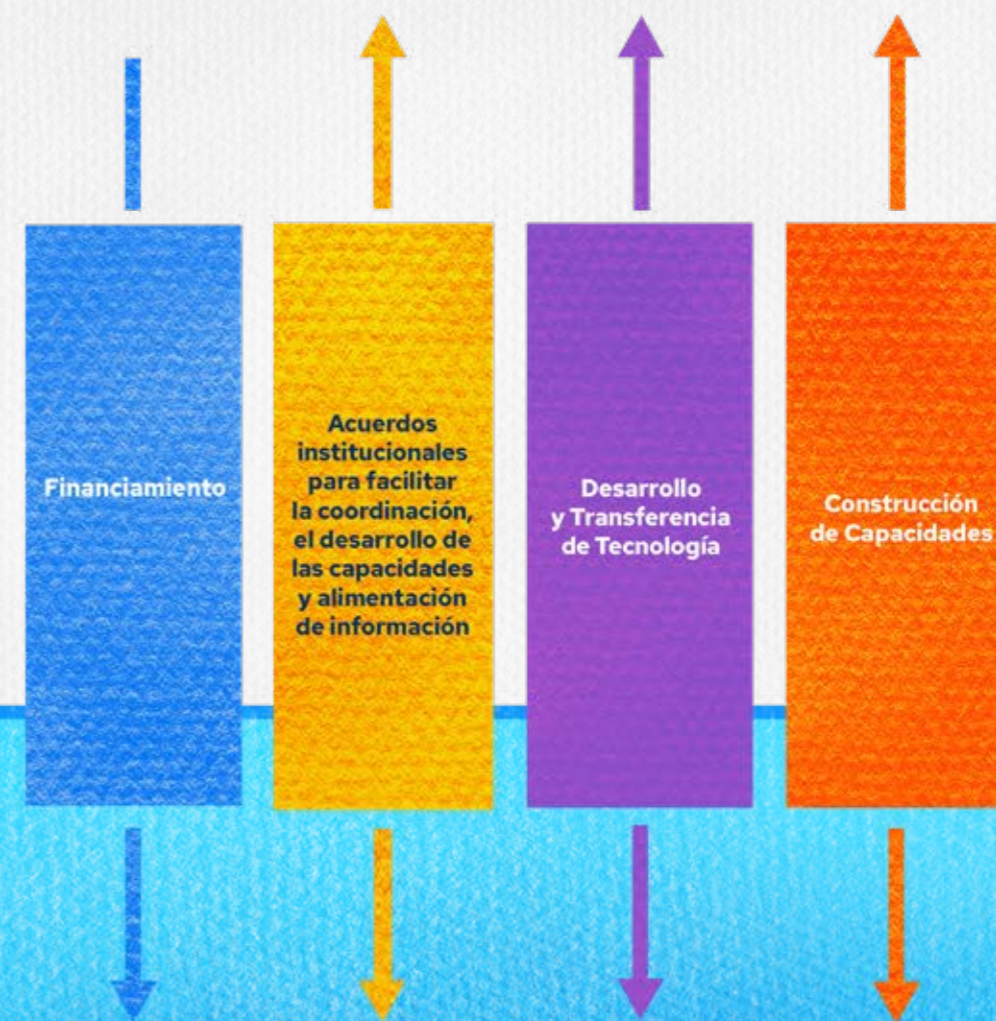 Financiamiento
Acuerdos
institucionales
para facilitar
la coordinación,
el desarrollo de
las capacidades
y alimentación
de información
Desarrollo
y Transferencia
de Tecnología
Construcción
de Capacidades